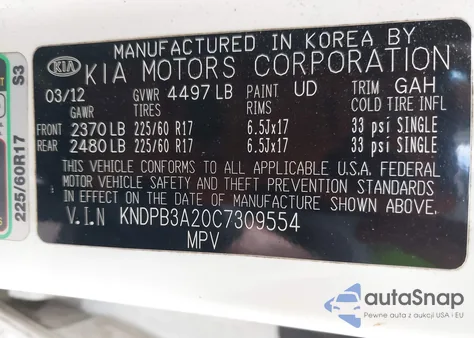 MANUFACTURED IN KOREA BY
KIA KIA MOTORS CORPORATION
03/12 GVWR 4497 LB PAINT UD TRIM GAH
GAWR TIRES RIMS COLD TIRE INFL
FRONT 2370 LB 225/60 R17 6.5J×17 33 psi SINGLE
REAR 2480 LB 225/60 R17 6.5J×17 33 psi SINGLE
THIS VEHICLE CONFORMS TO ALL APPLICABLE U.S.A. FEDERAL
MOTOR VEHICLE SAFETY AND THEFT PREVENTION STANDARDS
IN EFFECT ON THE DATE OF MANUFACTURE SHOWN ABOVE.
V.I.N KNDPB3A20C7309554
MPV
S3
225/60R17
autaSnap
Pewne auta z aukcji USA i EU